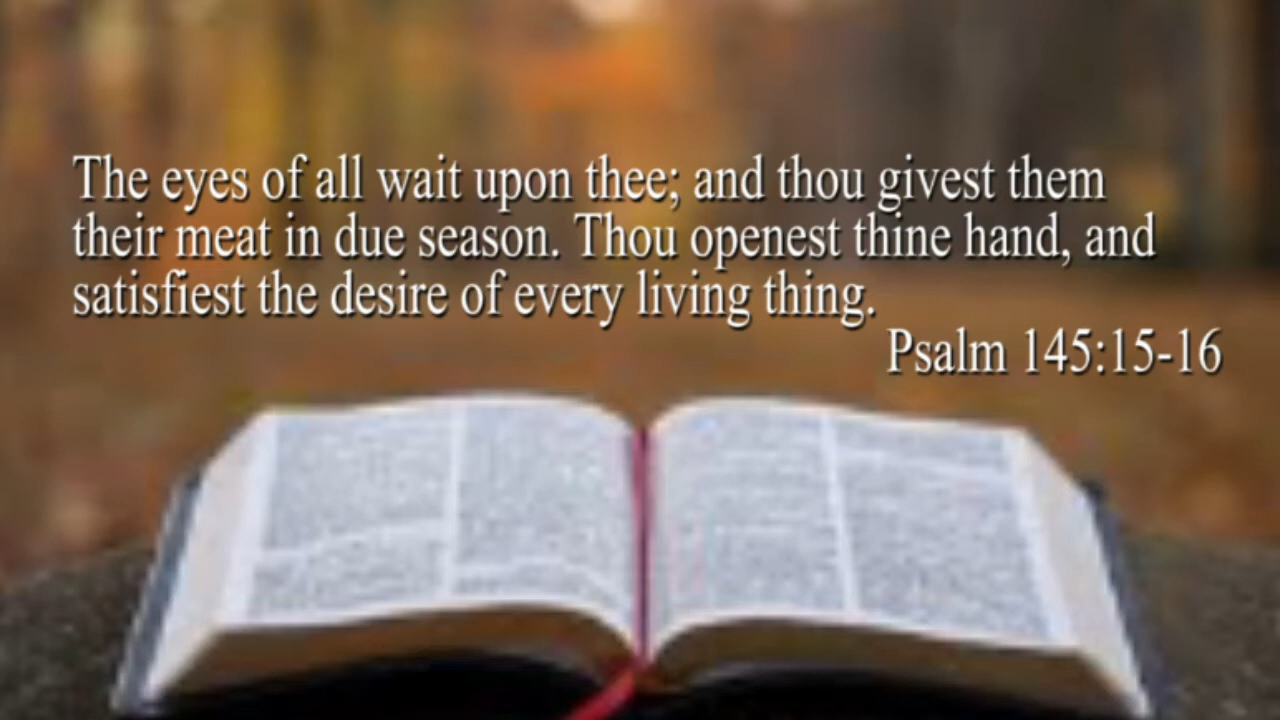 The eyes of all wait upon thee; and thou givest them
their meat in due season. Thou openest thine hand, and
satisfiest the desire of every living thing.
Psalm 145:15-16